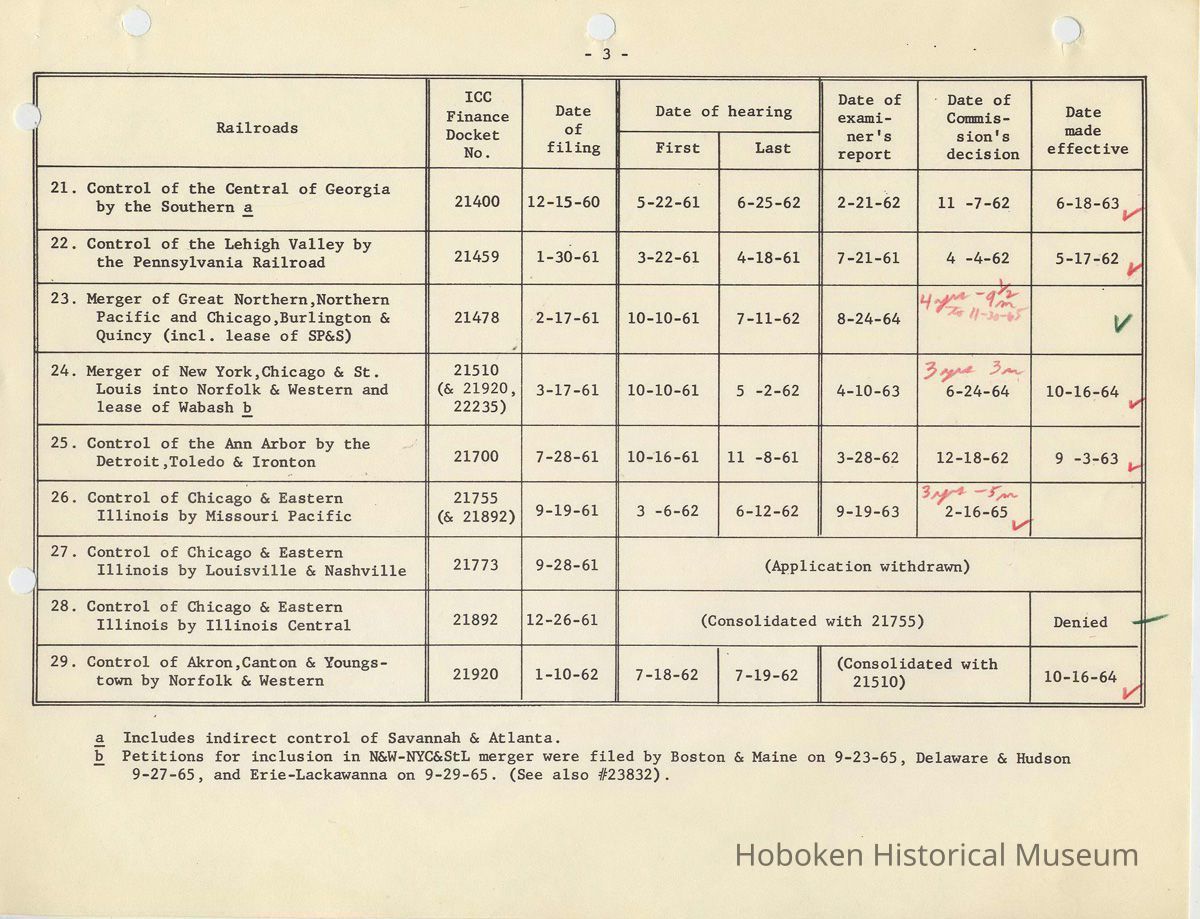 - 3 -
Railroads
ICC
Finance
Docket
No.
Date
of
filing
Date of hearing
First Last
Date of
exami-
ner's
report
Date of
Commis-
sion's
decision
Date
made
effective
21. Control of the Central of Georgia
by the Southern a
21400 12-15-60 5-22-61 6-25-62 2-21-62 11 -7-62 6-18-63
22. Control of the Lehigh Valley by
the Pennsylvania Railroad
21459 1-30-61 3-22-61 4-18-61 7-21-61 4 -4-62 5-17-62
23. Merger of Great Northern,Northern
Pacific and Chicago,Burlington &
Quincy (incl. lease of SP&S)
21478 2-17-61 10-10-61 7-11-62 8-24-64
4 yrs - 9 1/2 m
to 11-30-65
24. Merger of New York,Chicago & St.
Louis into Norfolk & Western and
lease of Wabash b
21510
(& 21920,
22235)
3-17-61 10-10-61 5 -2-62 4-10-63
3 yrs 3 m
6-24-64 10-16-64
25. Control of the Ann Arbor by the
Detroit,Toledo & Ironton
21700 7-28-61 10-16-61 11 -8-61 3-28-62 12-18-62 9 -3-63
26. Control of Chicago & Eastern
Illinois by Missouri Pacific
21755
(& 21892)
9-19-61 3 -6-62 6-12-62 9-19-63
3 yrs - 5 m
2-16-65
27. Control of Chicago & Eastern
Illinois by Louisville & Nashville
21773 9-28-61 (Application withdrawn)
28. Control of Chicago & Eastern
Illinois by Illinois Central
21892 12-26-61 (Consolidated with 21755) Denied
29. Control of Akron,Canton & Youngs-
town by Norfolk & Western
21920 1-10-62 7-18-62 7-19-62
(Consolidated with
21510)
10-16-64
a Includes indirect control of Savannah & Atlanta.
b Petitions for inclusion in N&W-NYC&StL merger were filed by Boston & Maine on 9-23-65, Delaware & Hudson
9-27-65, and Erie-Lackawanna on 9-29-65. (See also #23832).
Hoboken Historical Museum